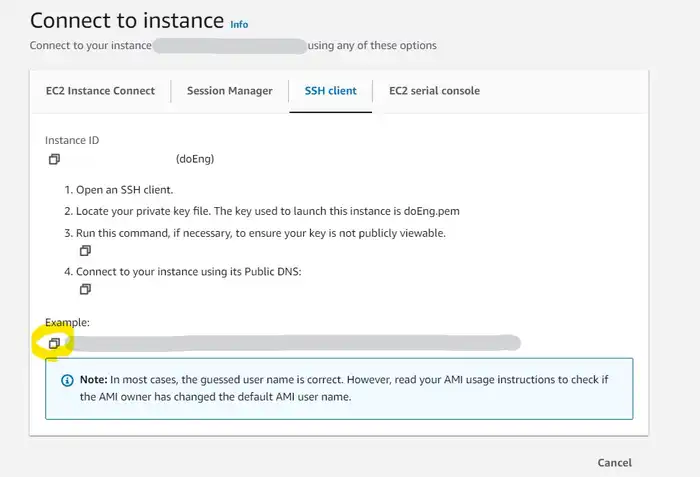 Connect to instance Info
Connect to your instance using any of these options
EC2 Instance Connect Session Manager SSH client EC2 serial console
Instance ID
(doEng)
1. Open an SSH client.
2. Locate your private key file. The key used to launch this instance is doEng.pem
3. Run this command, if necessary, to ensure your key is not publicly viewable.
4. Connect to your instance using its Public DNS:
Example:
Note: In most cases, the guessed user name is correct. However, read your AMI usage instructions to check if
the AMI owner has changed the default AMI user name.
Cancel